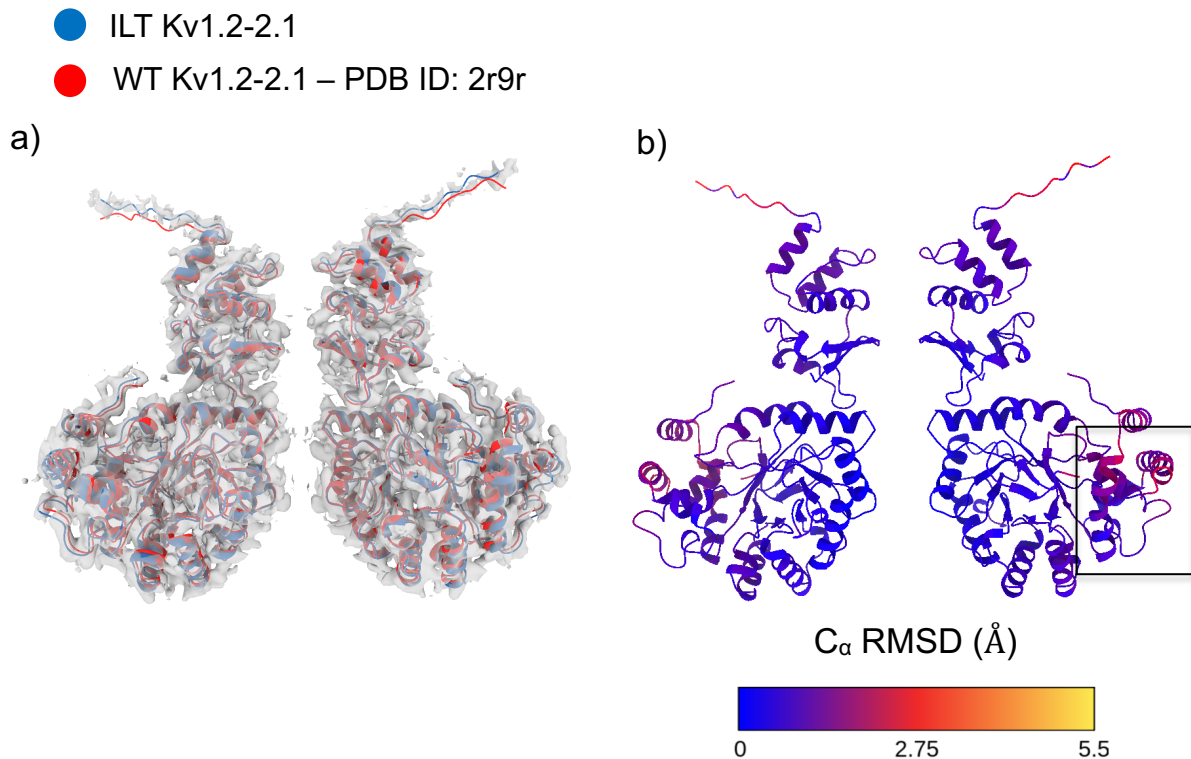 ILT Kv1.2-2.1
WT Kv1.2-2.1 – PDB ID: 2r9r
a)
b)
Cα RMSD (Å)
0 2.75 5.5